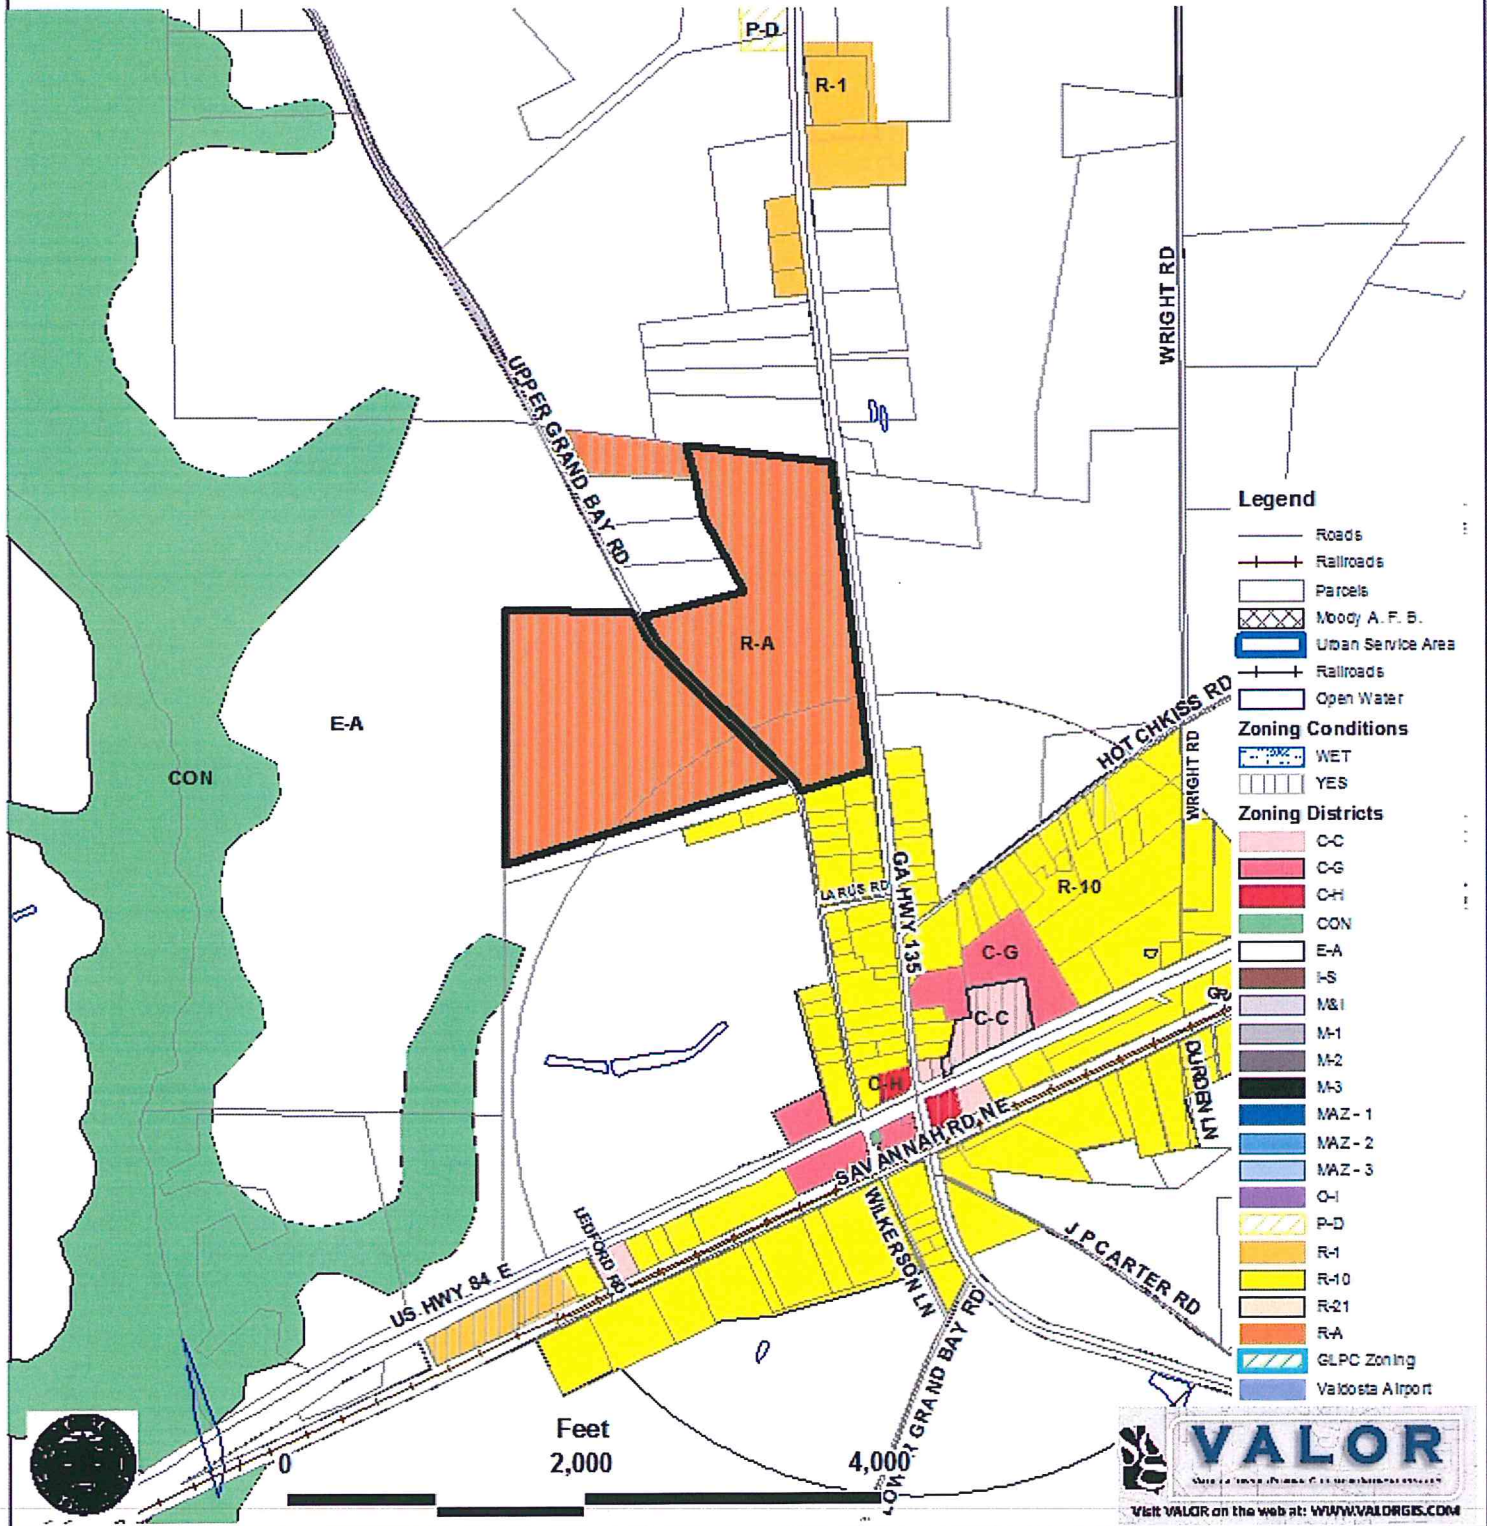 P-D
R-1
WRIGHT RD
UPPER GRAND BAY RD
R-A
E-A
CON
HOTCHKISS RD
WRIGHT RD
GA HWY 135
LARUS RD
R-10
C-G
C-C
C-H
SAVANNAH RD NE
DURDEN LN
WILKERSON LN
J P CARTER RD
LEDFORD RD
US HWY 84 E
LOWER GRAND BAY RD
Legend
Roads
Railroads
Parcels
Moody A. F. B.
Urban Service Area
Railroads
Open Water
Zoning Conditions
WET
YES
Zoning Districts
C-C
C-G
C-H
CON
E-A
I-S
M&I
M-1
M-2
M-3
MAZ - 1
MAZ - 2
MAZ - 3
O-I
P-D
R-1
R-10
R-21
R-A
GLPC Zoning
Valdosta Airport
Feet
0 2,000 4,000
VALOR
Visit VALOR on the web at: WWW.VALORGIS.COM